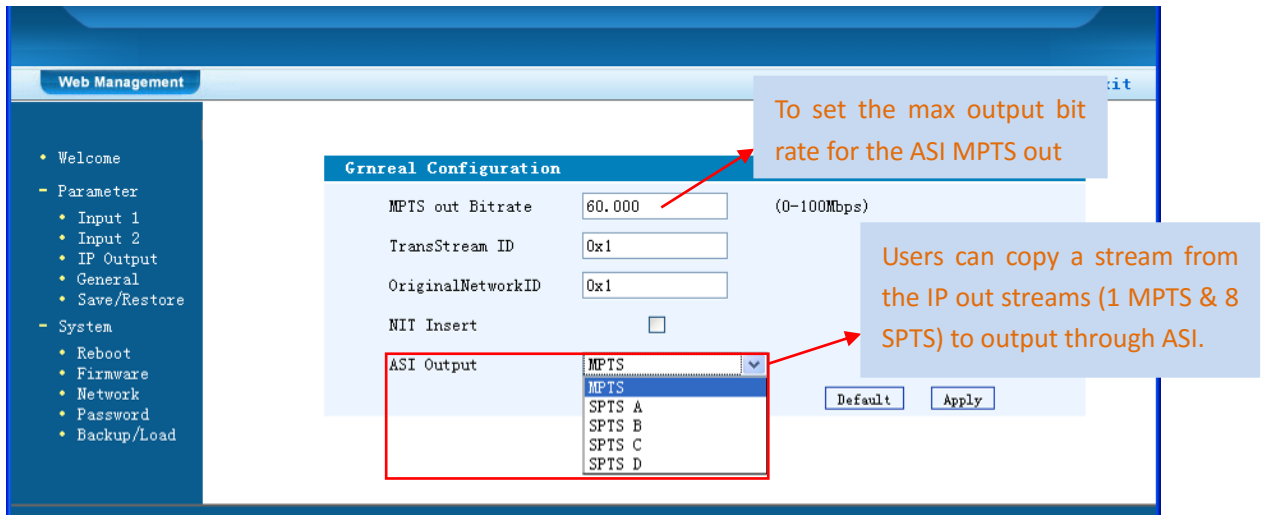 Web Management
To set the max output bit
rate for the ASI MPTS out
Welcome
Parameter
Input 1
Input 2
IP Output
General
Save/Restore
System
Reboot
Firmware
Network
Password
Backup/Load
Grnreal Configuration
MPTS out Bitrate 60.000 (0-100Mbps)
TransStream ID 0x1
OriginalNetworkID 0x1
NIT Insert
ASI Output MPTS
MPTS
SPTS A
SPTS B
SPTS C
SPTS D
Users can copy a stream from
the IP out streams (1 MPTS & 8
SPTS) to output through ASI.
Default Apply